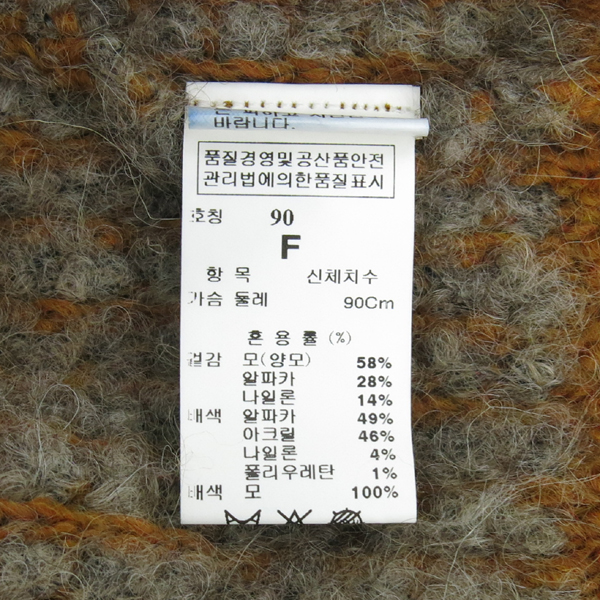 바랍니다.
품질경영및공산품안전
관리법에의한품질표시
호칭 90
F
항 목 신체치수
가슴 둘레 90Cm
혼 용 률 (%)
겉감 모(양모) 58%
알파카 28%
나일론 14%
배색 알파카 49%
아크릴 46%
나일론 4%
폴리우레탄 1%
배색 모 100%